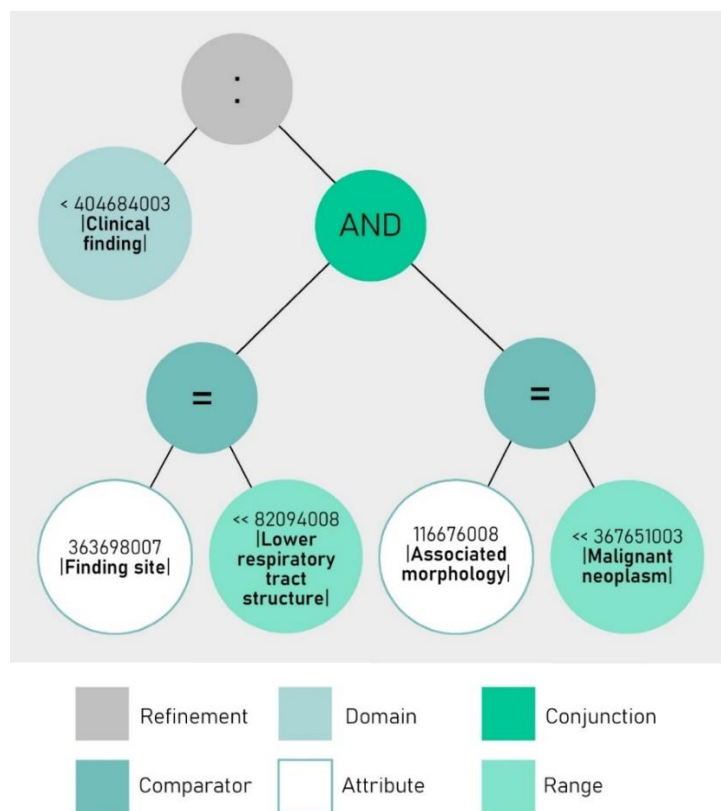 :
< 404684003
|Clinical
finding|
AND
=
=
363698007
|Finding site|
<< 82094008
|Lower
respiratory
tract
structure|
116676008
|Associated
morphology|
<< 367651003
|Malignant
neoplasm|
Refinement
Domain
Conjunction
Comparator
Attribute
Range